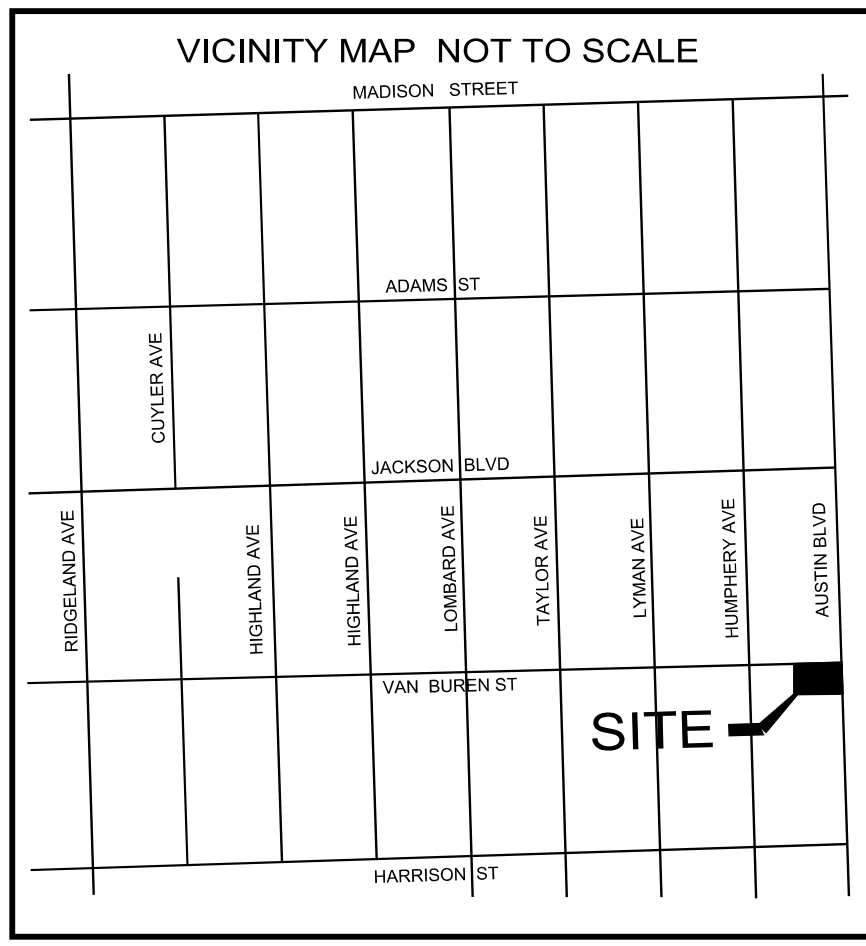 VICINITY MAP NOT TO SCALE
MADISON STREET
ADAMS ST
CUYLER AVE
JACKSON BLVD
RIDGELAND AVE
HIGHLAND AVE
HIGHLAND AVE
LOMBARD AVE
TAYLOR AVE
LYMAN AVE
HUMPHERY AVE
AUSTIN BLVD
VAN BUREN ST
SITE
HARRISON ST